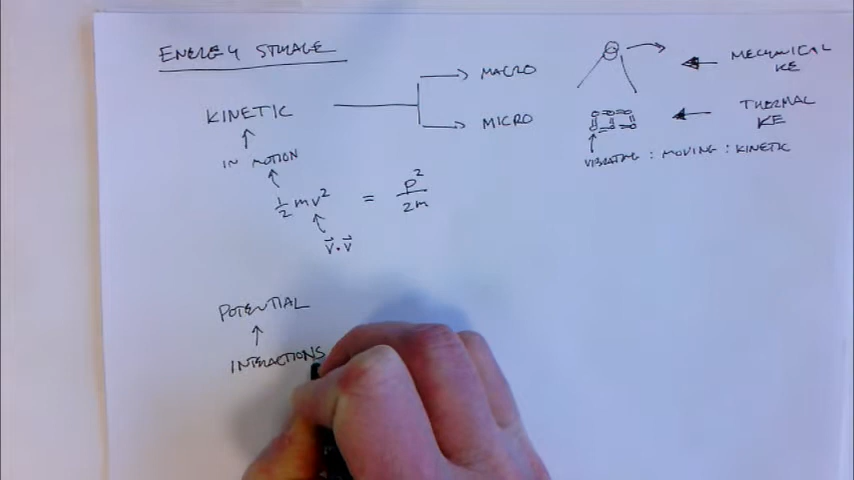 ENERGY STORAGE
KINETIC
IN MOTION
½ mv² = p²/2m
v⃗ · v⃗
MACRO
MICRO
MECHANICAL
KE
THERMAL
KE
VIBRATING : MOVING : KINETIC
POTENTIAL
INTERACTIONS